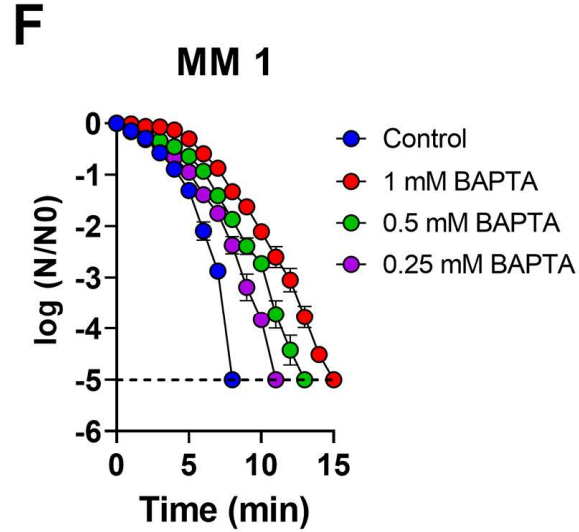 F
MM 1
0
-1
-2
-3
-4
-5
-6
log (N/N0)
0 5 10 15
Time (min)
Control
1 mM BAPTA
0.5 mM BAPTA
0.25 mM BAPTA